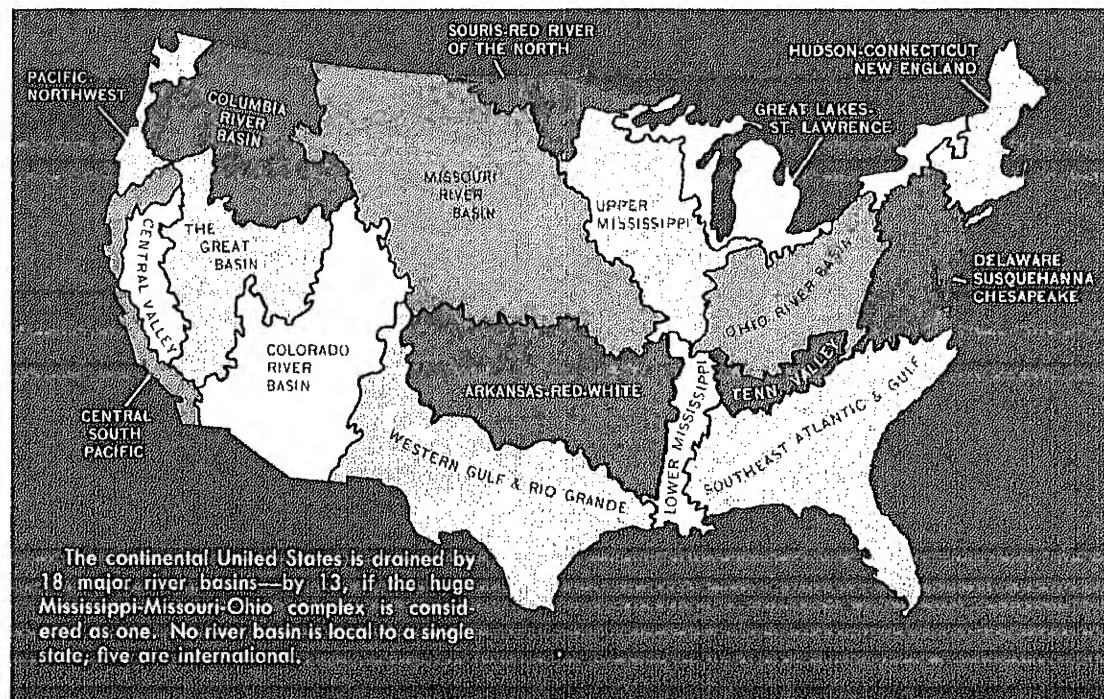 SOURIS-RED RIVER
OF THE NORTH
HUDSON-CONNECTICUT
NEW ENGLAND
PACIFIC
NORTHWEST
COLUMBIA
RIVER
BASIN
GREAT LAKES-
ST. LAWRENCE
MISSOURI
RIVER
BASIN
UPPER
MISSISSIPPI
CENTRAL VALLEY
THE
GREAT
BASIN
OHIO RIVER BASIN
DELAWARE
SUSQUEHANNA
CHESAPEAKE
COLORADO
RIVER
BASIN
ARKANSAS-RED-WHITE
TENN. VALLEY
CENTRAL
SOUTH
PACIFIC
WESTERN GULF & RIO GRANDE
LOWER MISSISSIPPI
SOUTHEAST ATLANTIC & GULF
The continental United States is drained by
18 major river basins—by 13, if the huge
Mississippi-Missouri-Ohio complex is consid
ered as one. No river basin is local to a single
state; five are international.